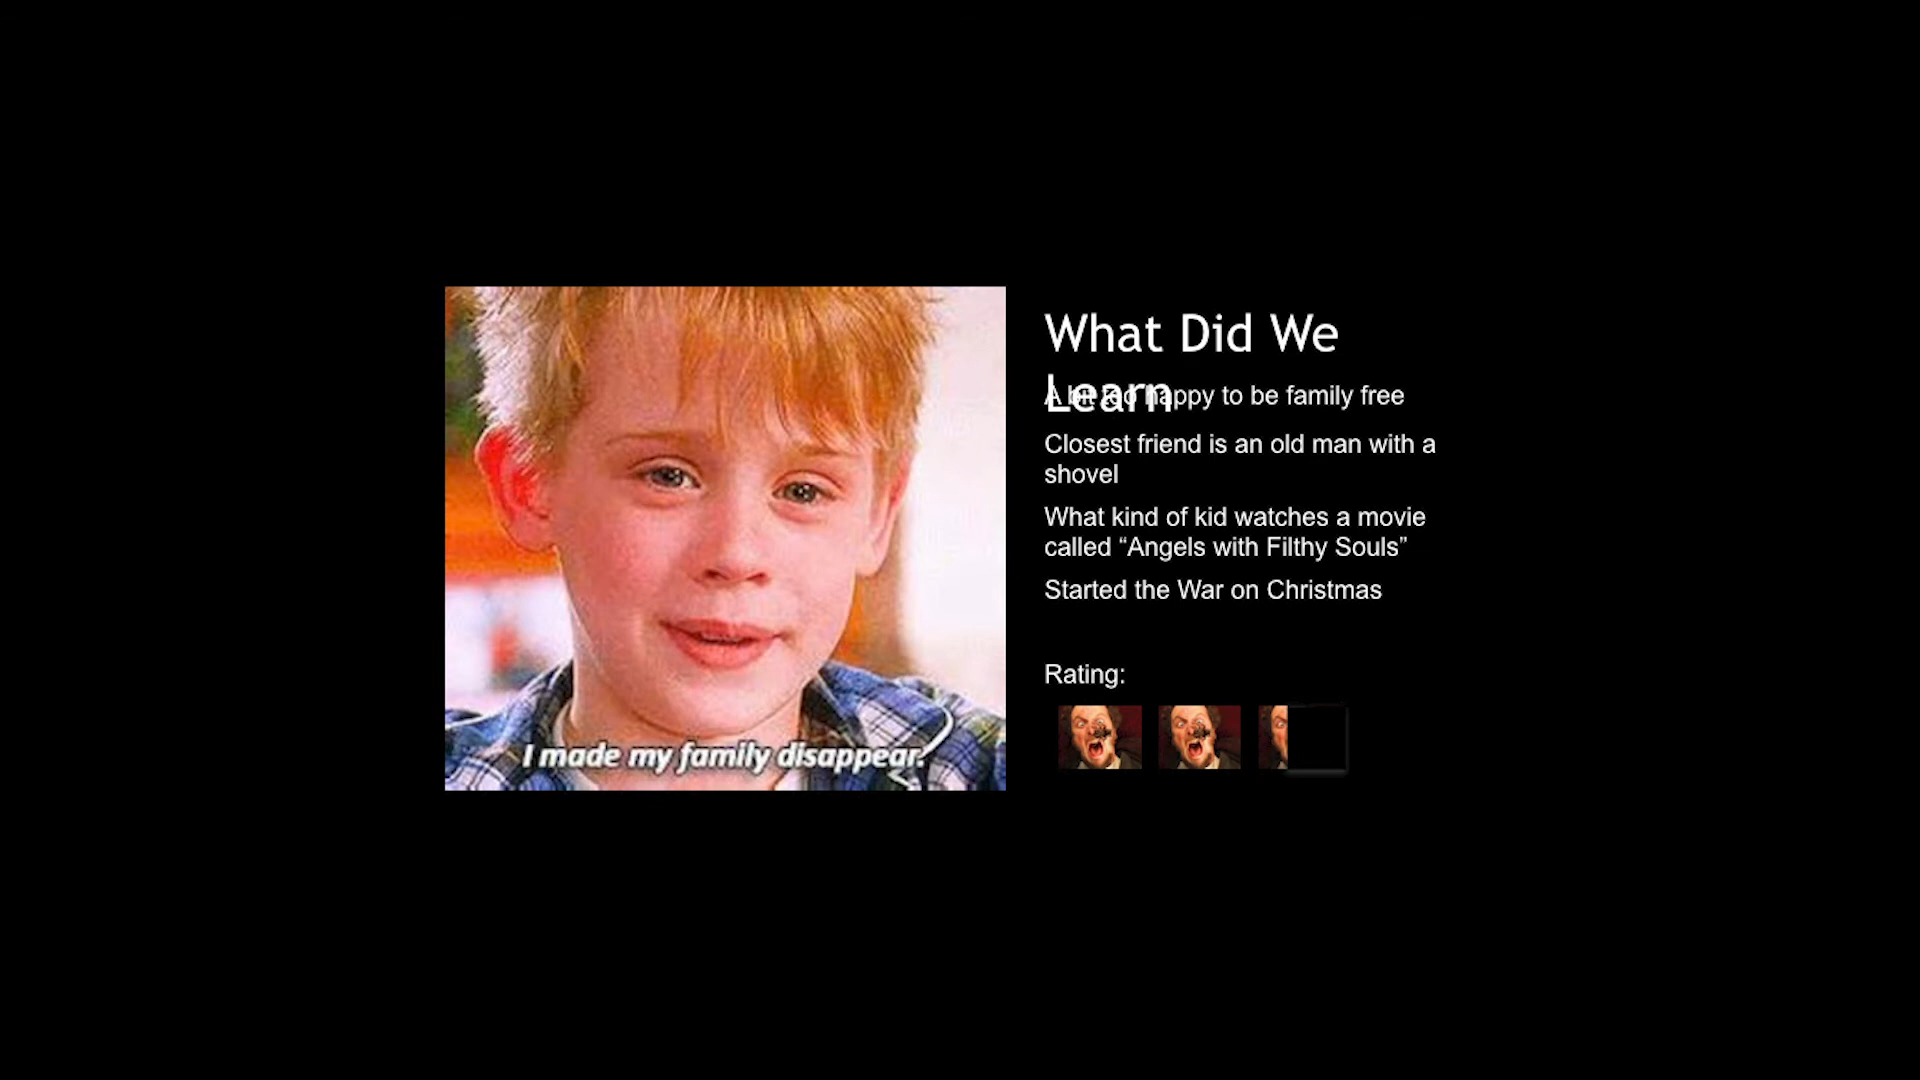 What Did We
Learn
A bit too happy to be family free
Closest friend is an old man with a
shovel
What kind of kid watches a movie
called “Angels with Filthy Souls”
Started the War on Christmas
Rating:
I made my family disappear.